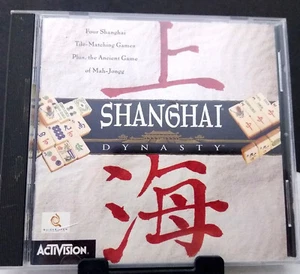 Four Shanghai
Tile-Matching Games
Plus, the Ancient Game
of Mah-Jongg
上
SHANGHAI
DYNASTY
海
ACTIVISION